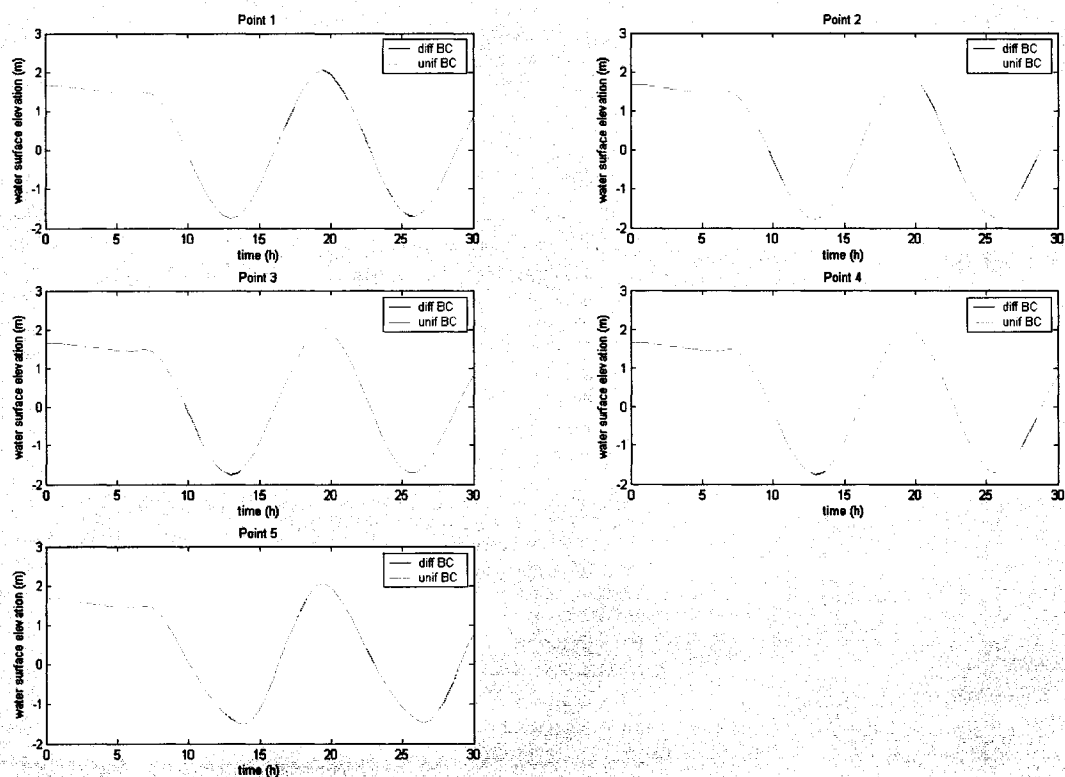 Point 1
water surface elevation (m)
3
2
1
0
-1
-2
0 5 10 15 20 25 30
time (h)
diff BC
unif BC
Point 2
water surface elevation (m)
3
2
1
0
-1
-2
0 5 10 15 20 25 30
time (h)
diff BC
unif BC
Point 3
water surface elevation (m)
3
2
1
0
-1
-2
0 5 10 15 20 25 30
time (h)
diff BC
unif BC
Point 4
water surface elevation (m)
3
2
1
0
-1
-2
0 5 10 15 20 25 30
time (h)
diff BC
unif BC
Point 5
water surface elevation (m)
3
2
1
0
-1
-2
0 5 10 15 20 25 30
time (h)
diff BC
unif BC